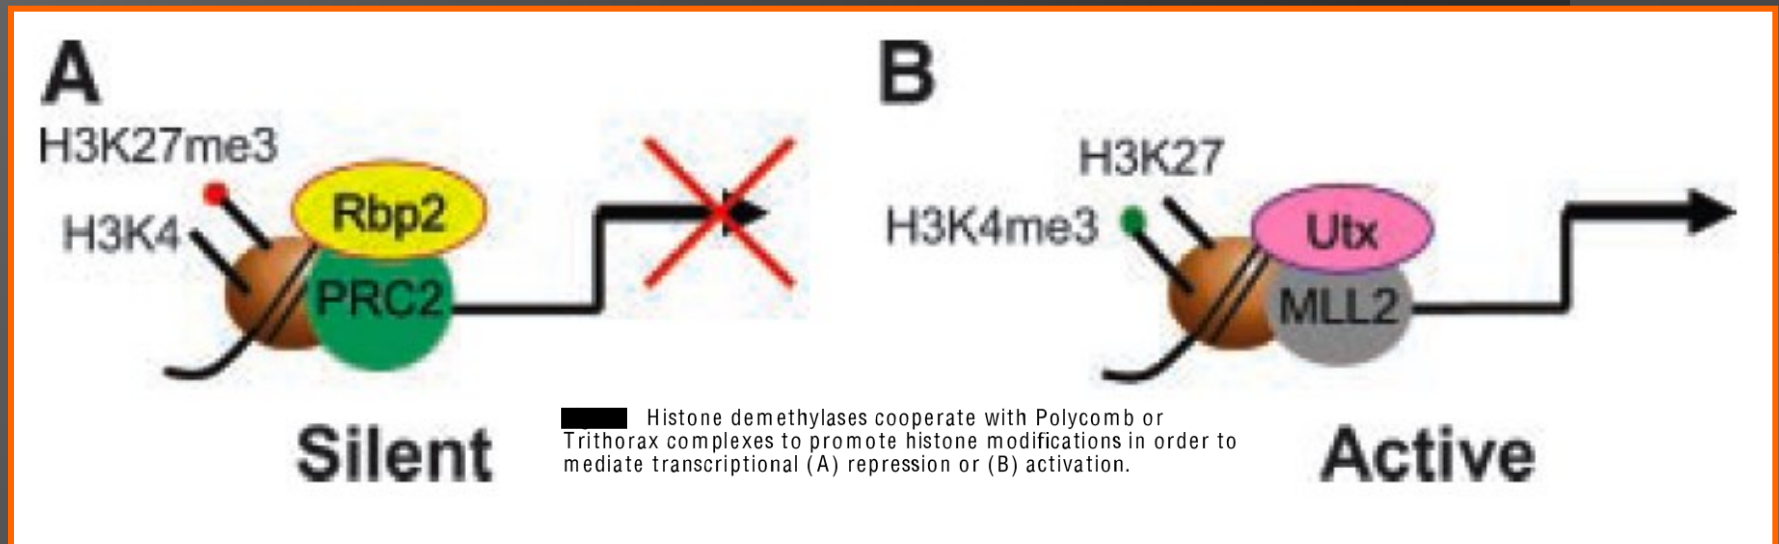 A
H3K27me3
H3K4
Rbp2
PRC2
Silent
B
H3K27
H3K4me3
Utx
MLL2
Active
Histone demethylases cooperate with Polycomb or
Trithorax complexes to promote histone modifications in order to
mediate transcriptional (A) repression or (B) activation.